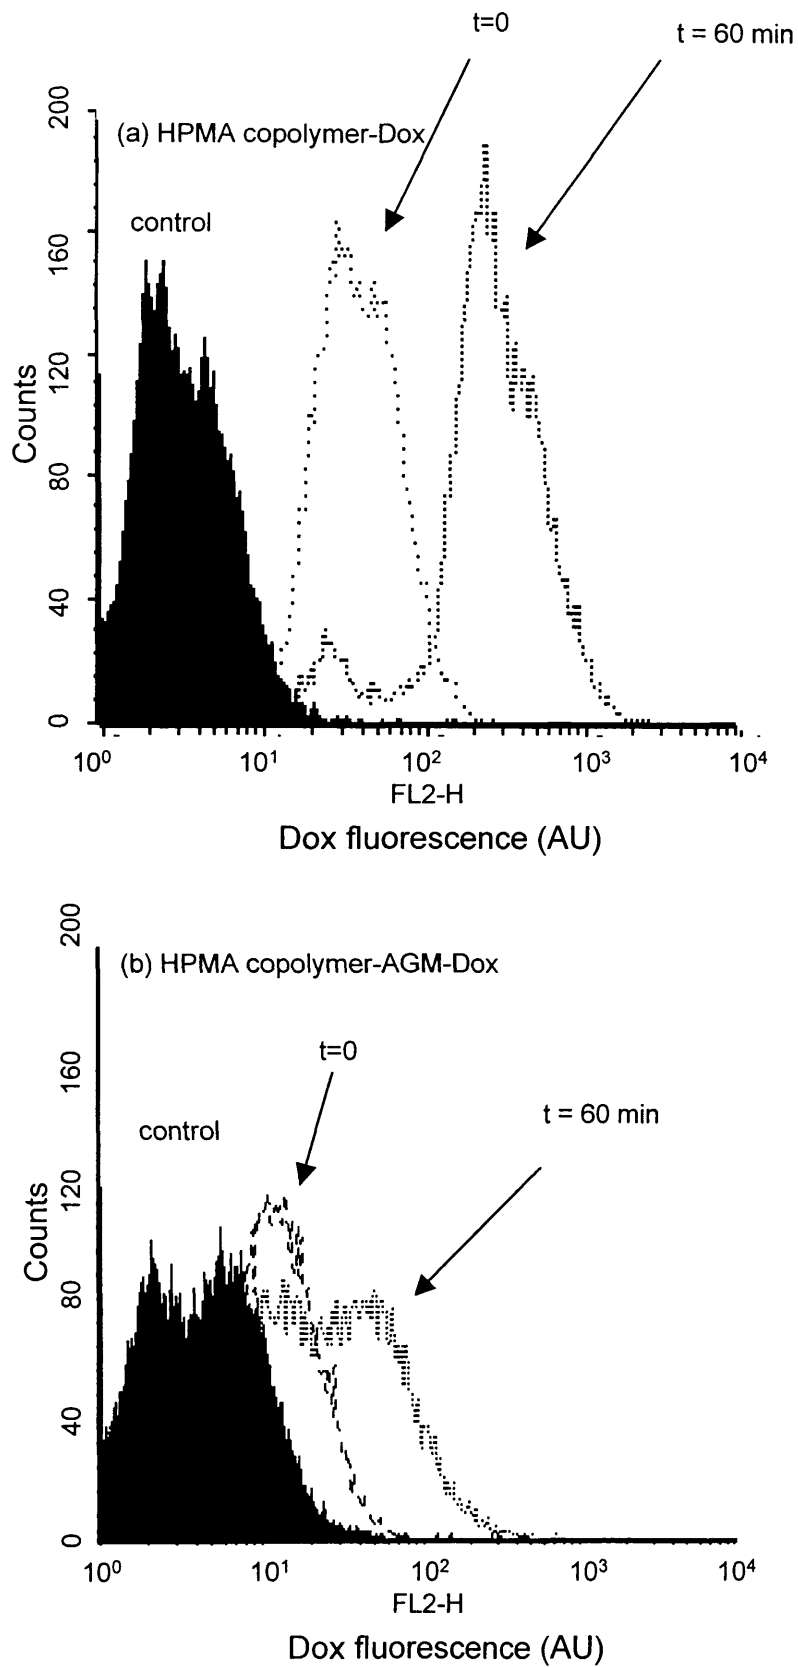 t=0
t = 60 min
(a) HPMA copolymer-Dox
control
Counts
200
160
120
80
40
0
10⁰ 10¹ 10² 10³ 10⁴
FL2-H
Dox fluorescence (AU)
(b) HPMA copolymer-AGM-Dox
t=0
t = 60 min
control
Counts
200
160
120
80
40
0
10⁰ 10¹ 10² 10³ 10⁴
FL2-H
Dox fluorescence (AU)